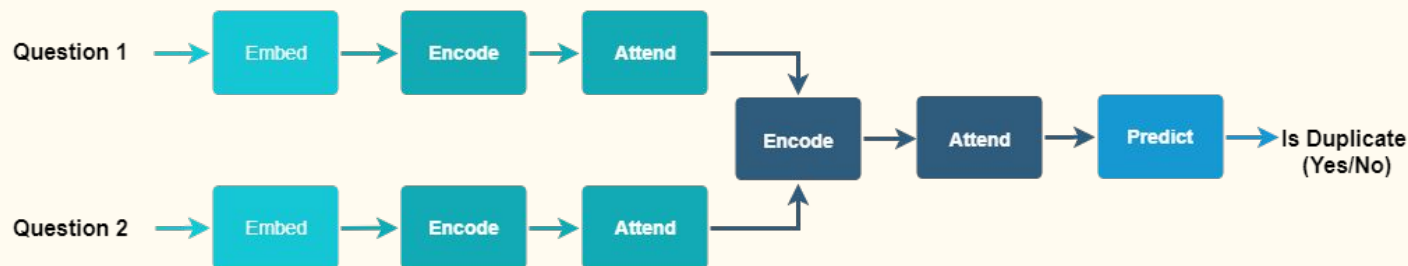 Question 1
Embed
Encode
Attend
Encode
Attend
Predict
Is Duplicate
(Yes/No)
Question 2
Embed
Encode
Attend